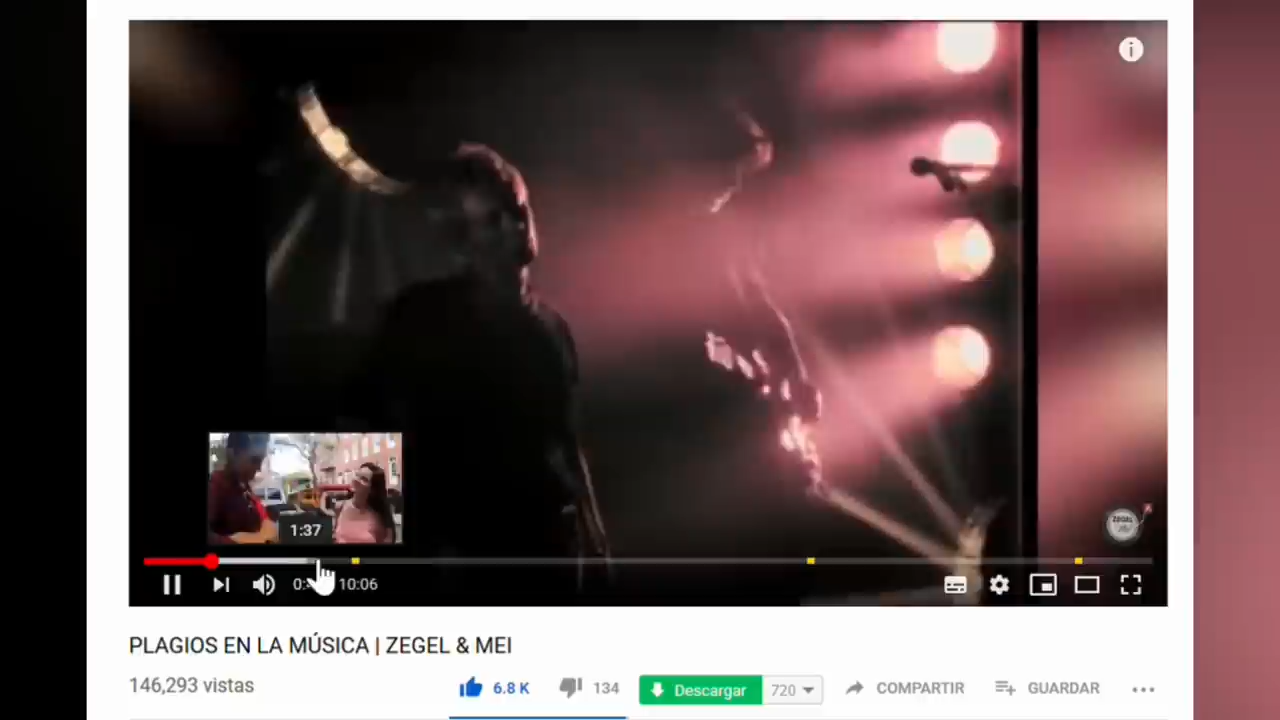 ZEGEL
1:37
10:06
PLAGIOS EN LA MÚSICA | ZEGEL & MEI
146,293 vistas
6.8 K
134
Descargar
720
COMPARTIR
GUARDAR